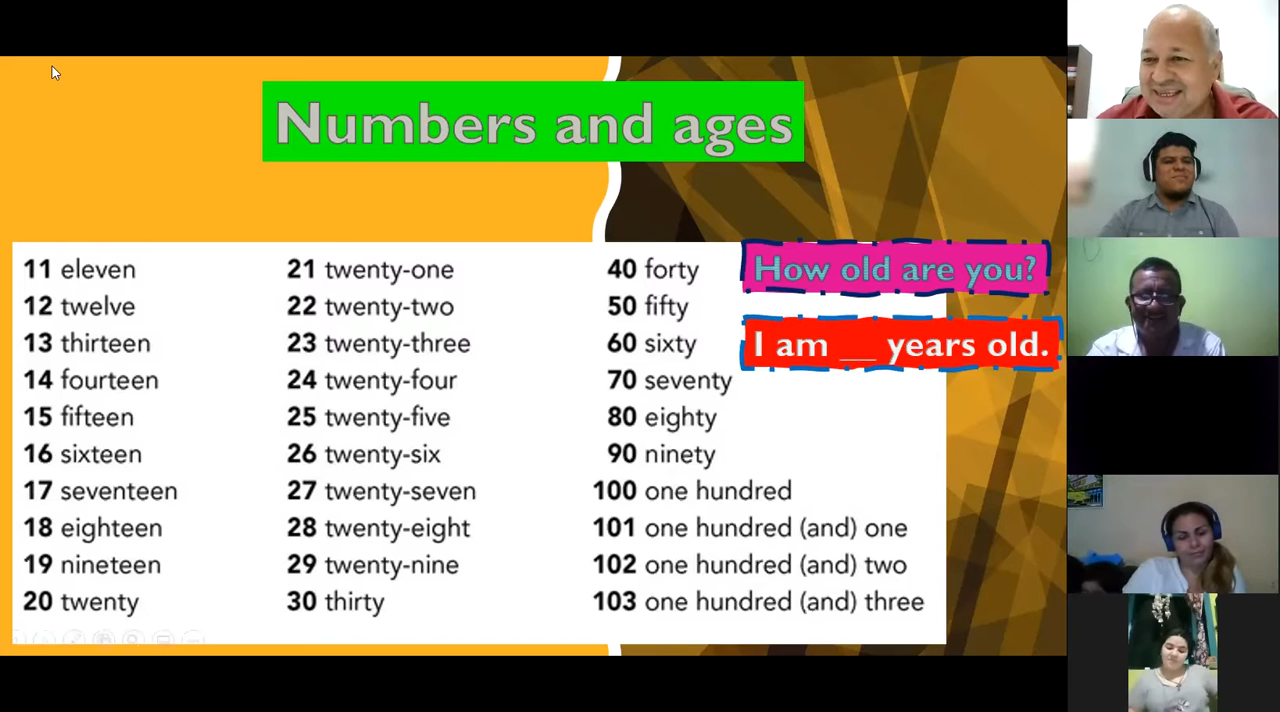 Numbers and ages
11 eleven
12 twelve
13 thirteen
14 fourteen
15 fifteen
16 sixteen
17 seventeen
18 eighteen
19 nineteen
20 twenty
21 twenty-one
22 twenty-two
23 twenty-three
24 twenty-four
25 twenty-five
26 twenty-six
27 twenty-seven
28 twenty-eight
29 twenty-nine
30 thirty
40 forty
50 fifty
60 sixty
70 seventy
80 eighty
90 ninety
100 one hundred
101 one hundred (and) one
102 one hundred (and) two
103 one hundred (and) three
How old are you?
I am __ years old.